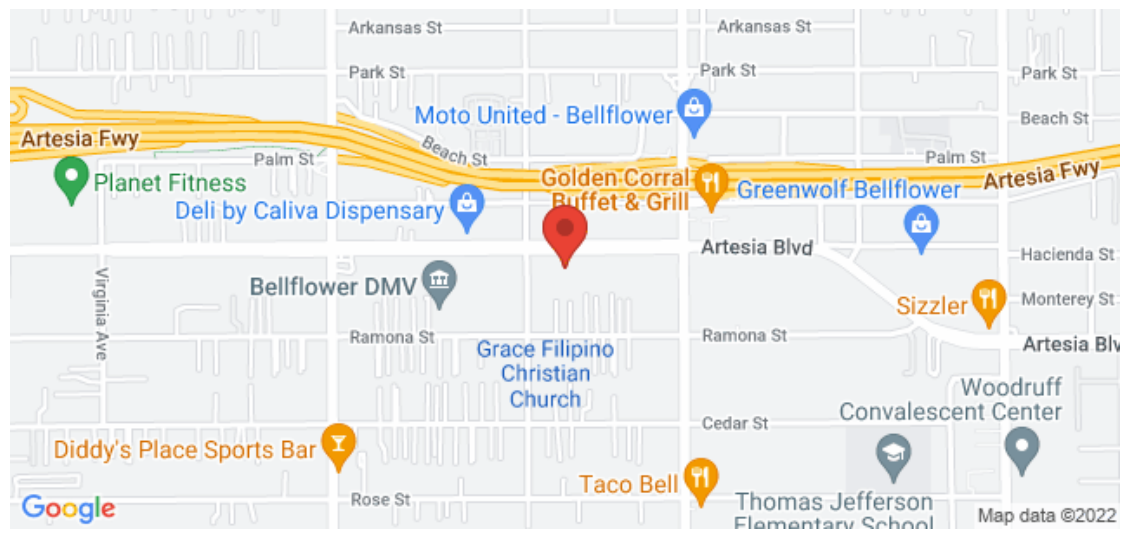 Arkansas St
Arkansas St
Park St
Park St
Park St
Moto United - Bellflower
Beach St
Artesia Fwy
Beach St
Palm St
Palm St
Artesia Fwy
Planet Fitness
Golden Corral
Buffet & Grill
Greenwolf Bellflower
Deli by Caliva Dispensary
Artesia Blvd
Hacienda St
Virginia Ave
Bellflower DMV
Sizzler
Monterey St
Ramona St
Ramona St
Artesia Blv
Grace Filipino
Christian
Church
Woodruff
Convalescent Center
Cedar St
Diddy's Place Sports Bar
Taco Bell
Rose St
Thomas Jefferson
Elementary School
Google
Map data ©2022